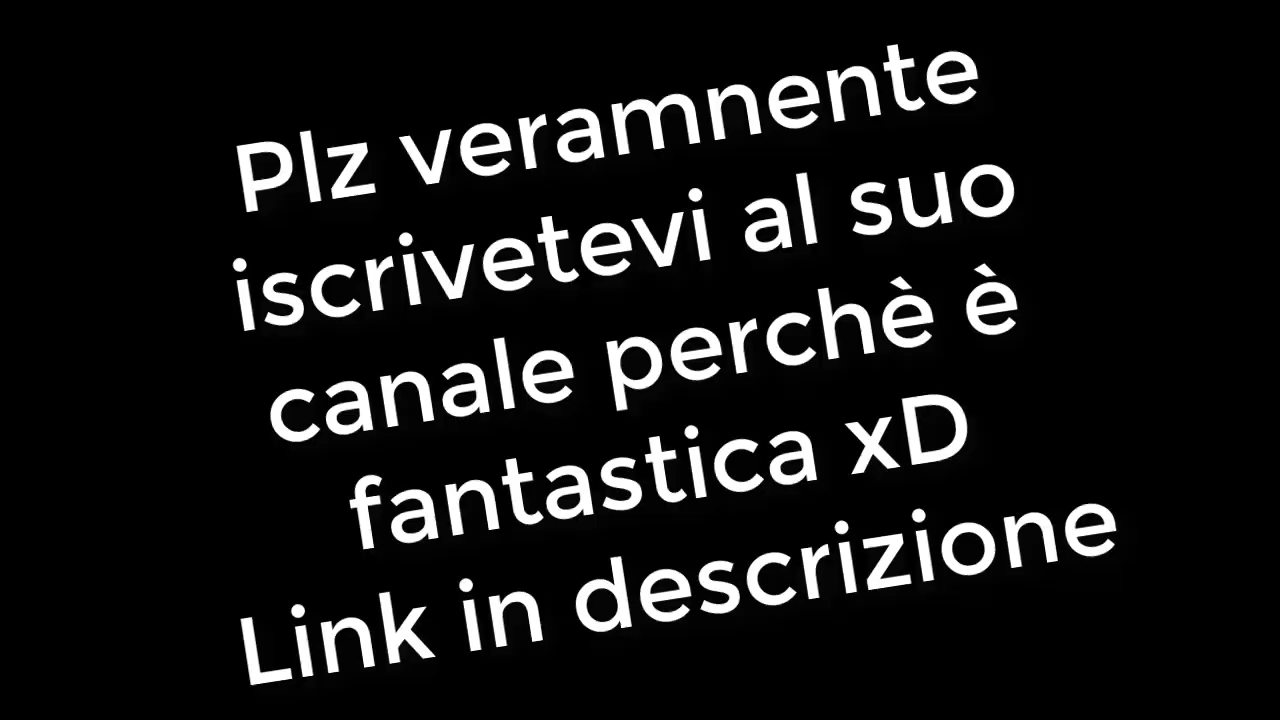 Plz veramnente
iscrivetevi al suo
canale perchè è
fantastica xD
Link in descrizione